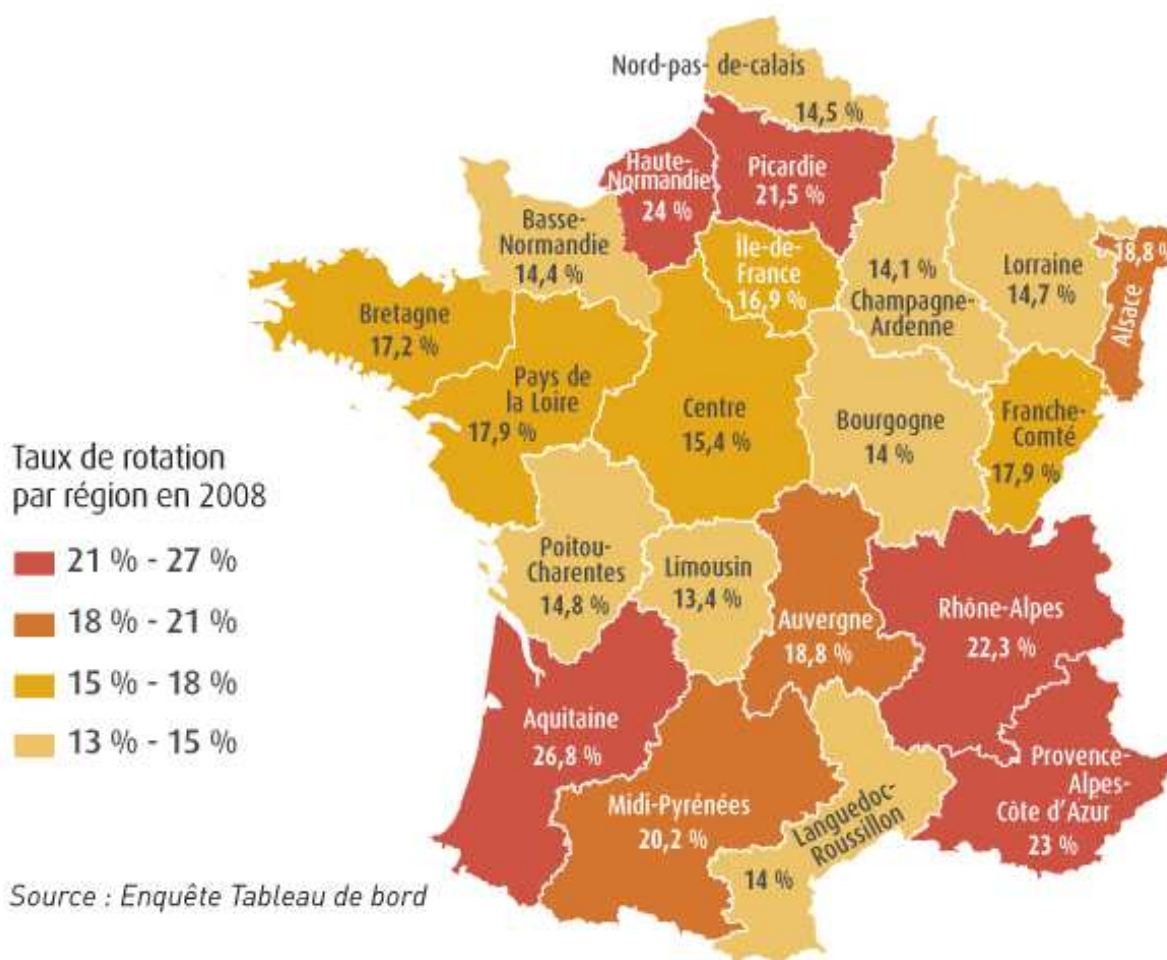 Nord-pas- de-calais
14,5 %
Haute-
Normandie
24 %
Picardie
21,5 %
Basse-
Normandie
14,4 %
Île-de-
France
16,9 %
14,1 %
Champagne-
Ardenne
Lorraine
14,7 %
18,8 %
Alsace
Bretagne
17,2 %
Pays de
la Loire
17,9 %
Centre
15,4 %
Bourgogne
14 %
Franche-
Comté
17,9 %
Taux de rotation
par région en 2008
21 % - 27 %
18 % - 21 %
15 % - 18 %
13 % - 15 %
Poitou-
Charentes
14,8 %
Limousin
13,4 %
Auvergne
18,8 %
Rhône-Alpes
22,3 %
Aquitaine
26,8 %
Midi-Pyrénées
20,2 %
Languedoc-
Roussillon
14 %
Provence-
Alpes-
Côte d'Azur
23 %
Source : Enquête Tableau de bord